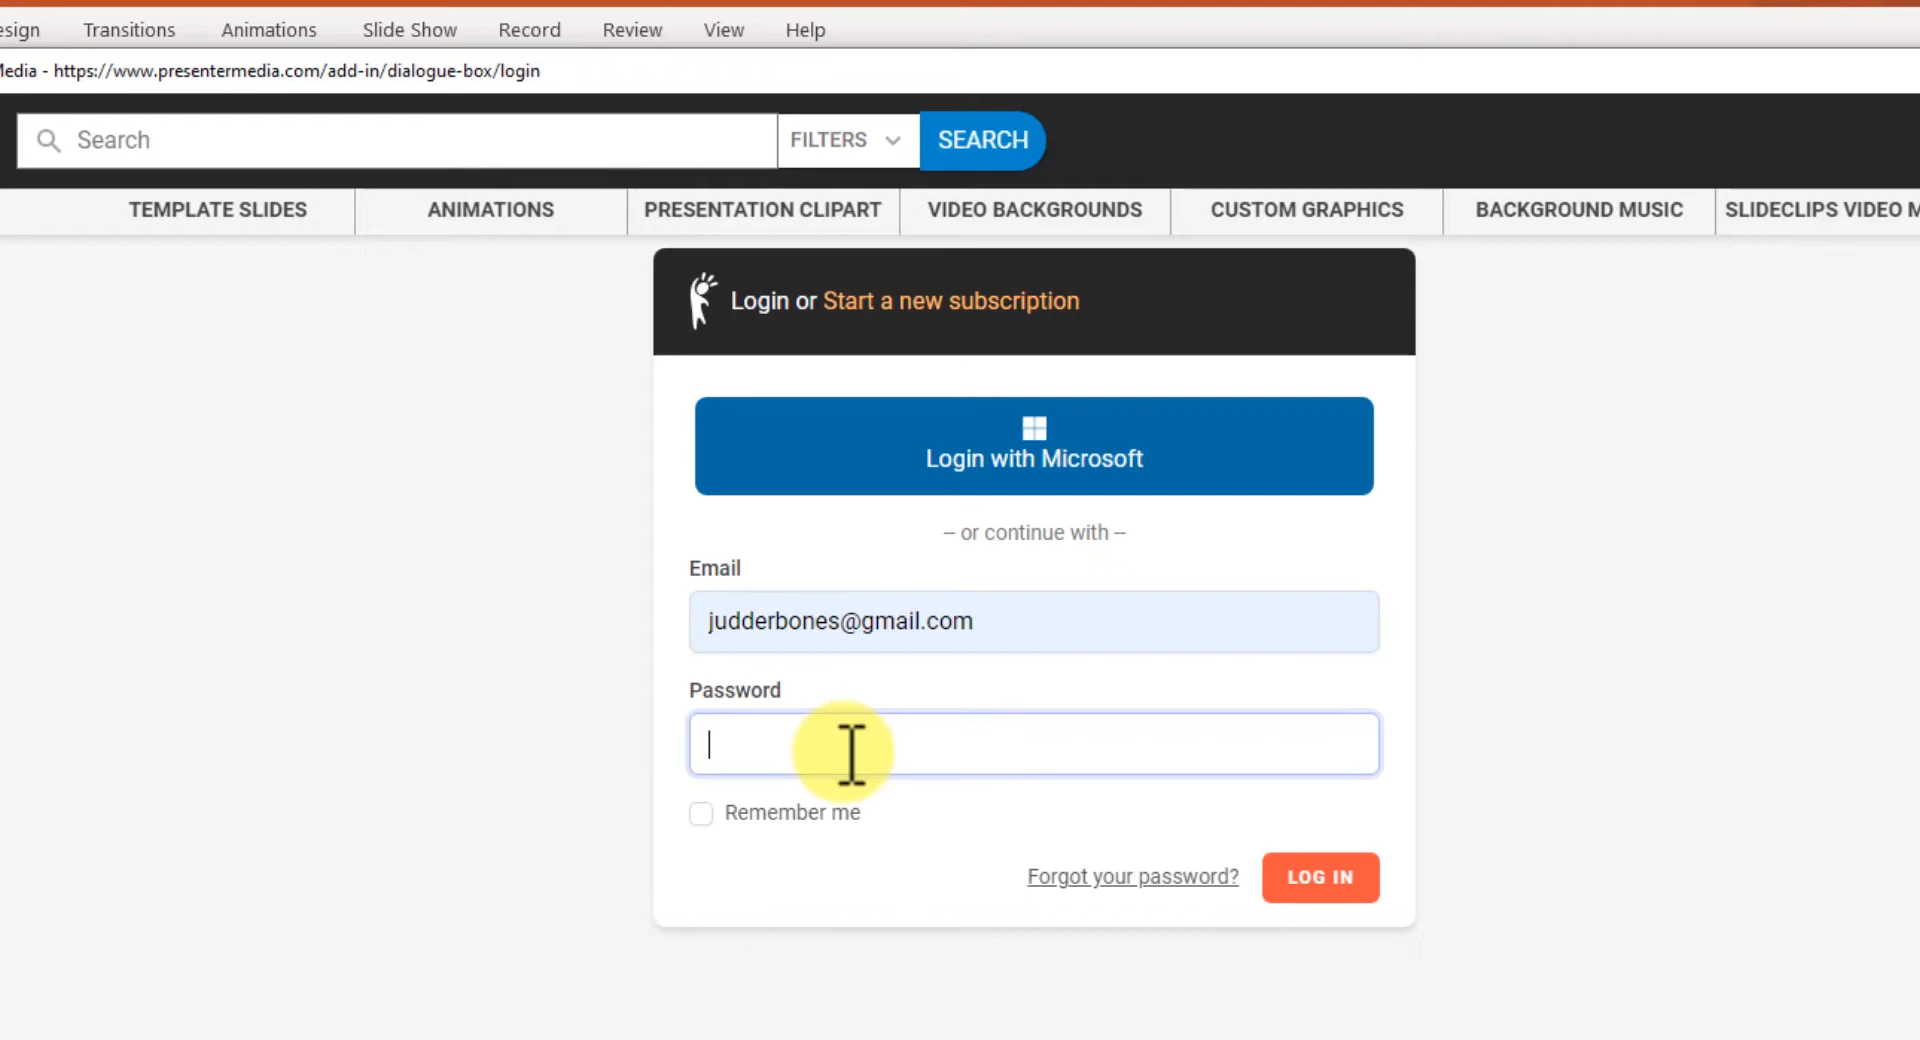 esign Transitions Animations Slide Show Record Review View Help
Media - https://www.presentermedia.com/add-in/dialogue-box/login
Search FILTERS SEARCH
TEMPLATE SLIDES ANIMATIONS PRESENTATION CLIPART VIDEO BACKGROUNDS CUSTOM GRAPHICS BACKGROUND MUSIC SLIDECLIPS VIDEO M
Login or Start a new subscription
Login with Microsoft
-- or continue with --
Email
judderbones@gmail.com
Password
Remember me
Forgot your password? LOG IN